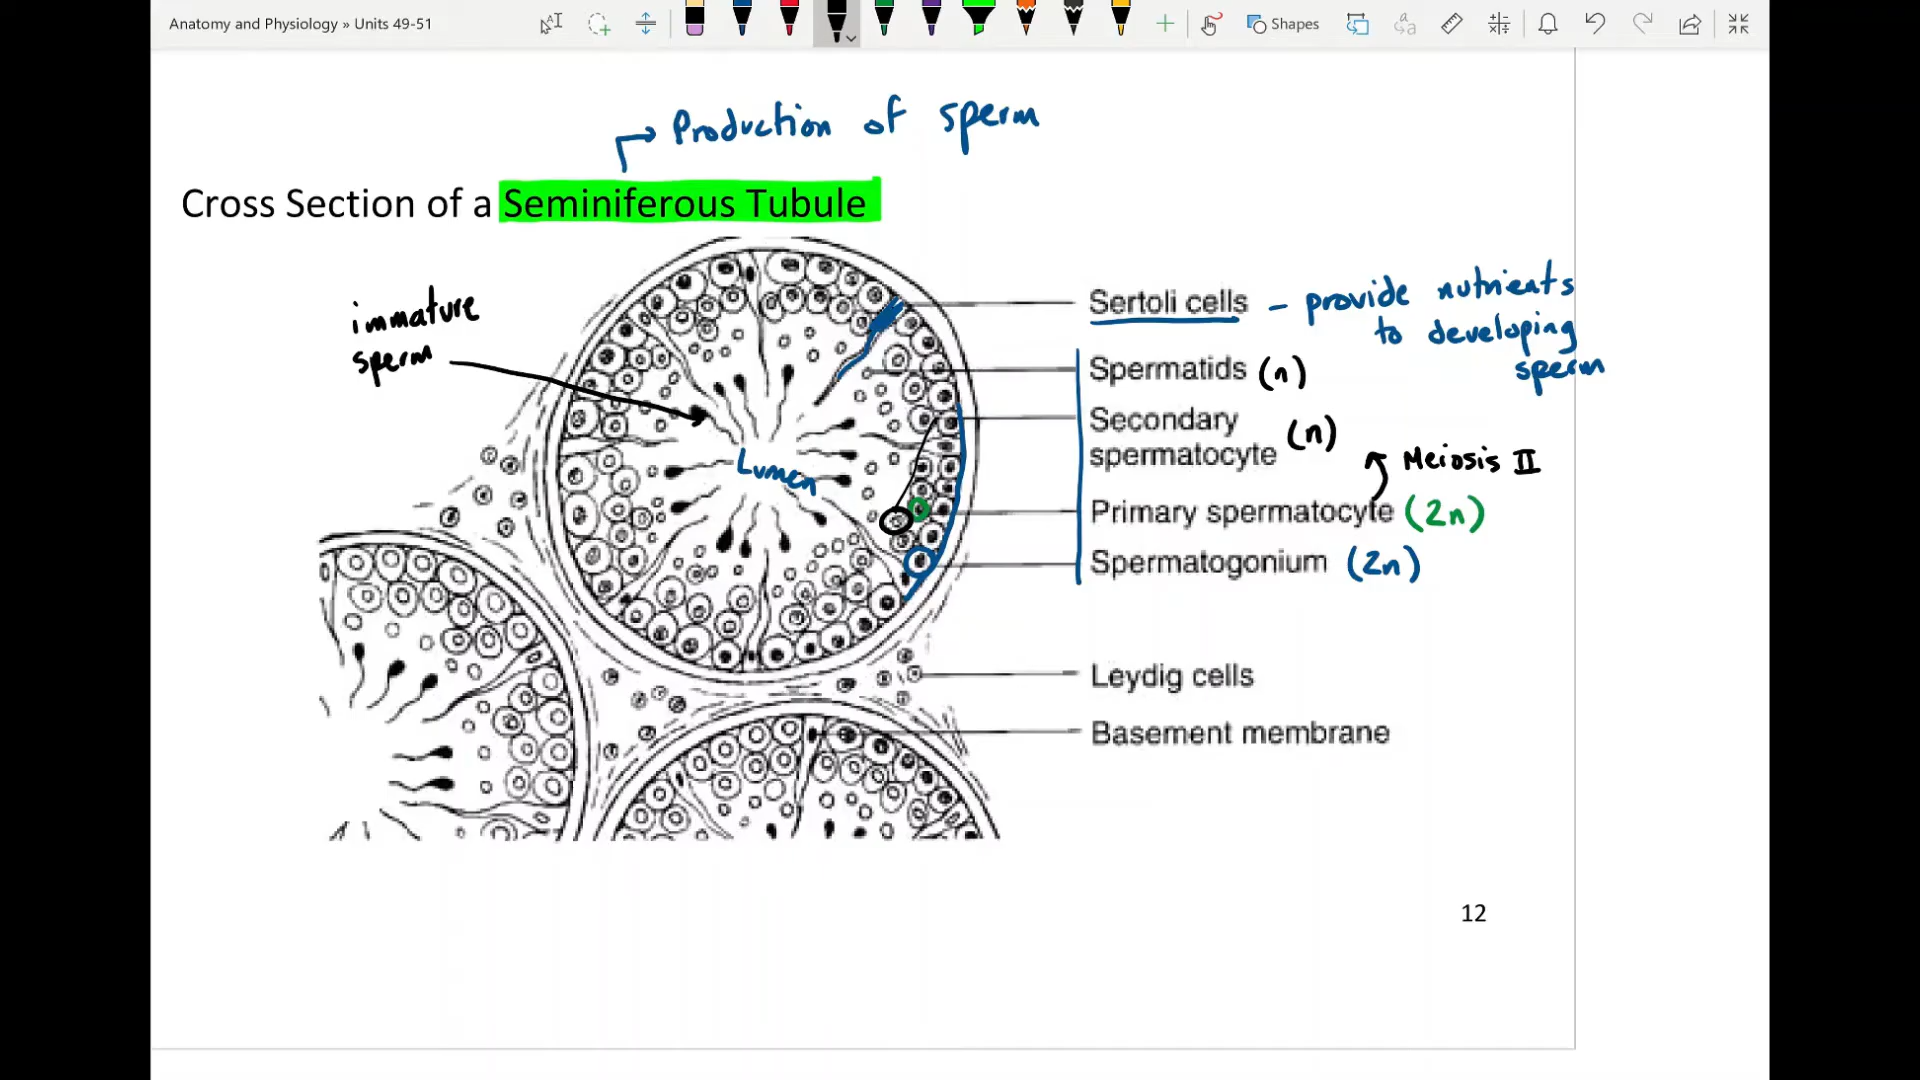 Anatomy and Physiology » Units 49-51
Shapes
Production of sperm
Cross Section of a Seminiferous Tubule
immature
sperm
Lumen
Sertoli cells - provide nutrients
to developing
sperm
Spermatids (n)
Secondary
spermatocyte (n)
Meiosis II
Primary spermatocyte (2n)
Spermatogonium (2n)
Leydig cells
Basement membrane
12